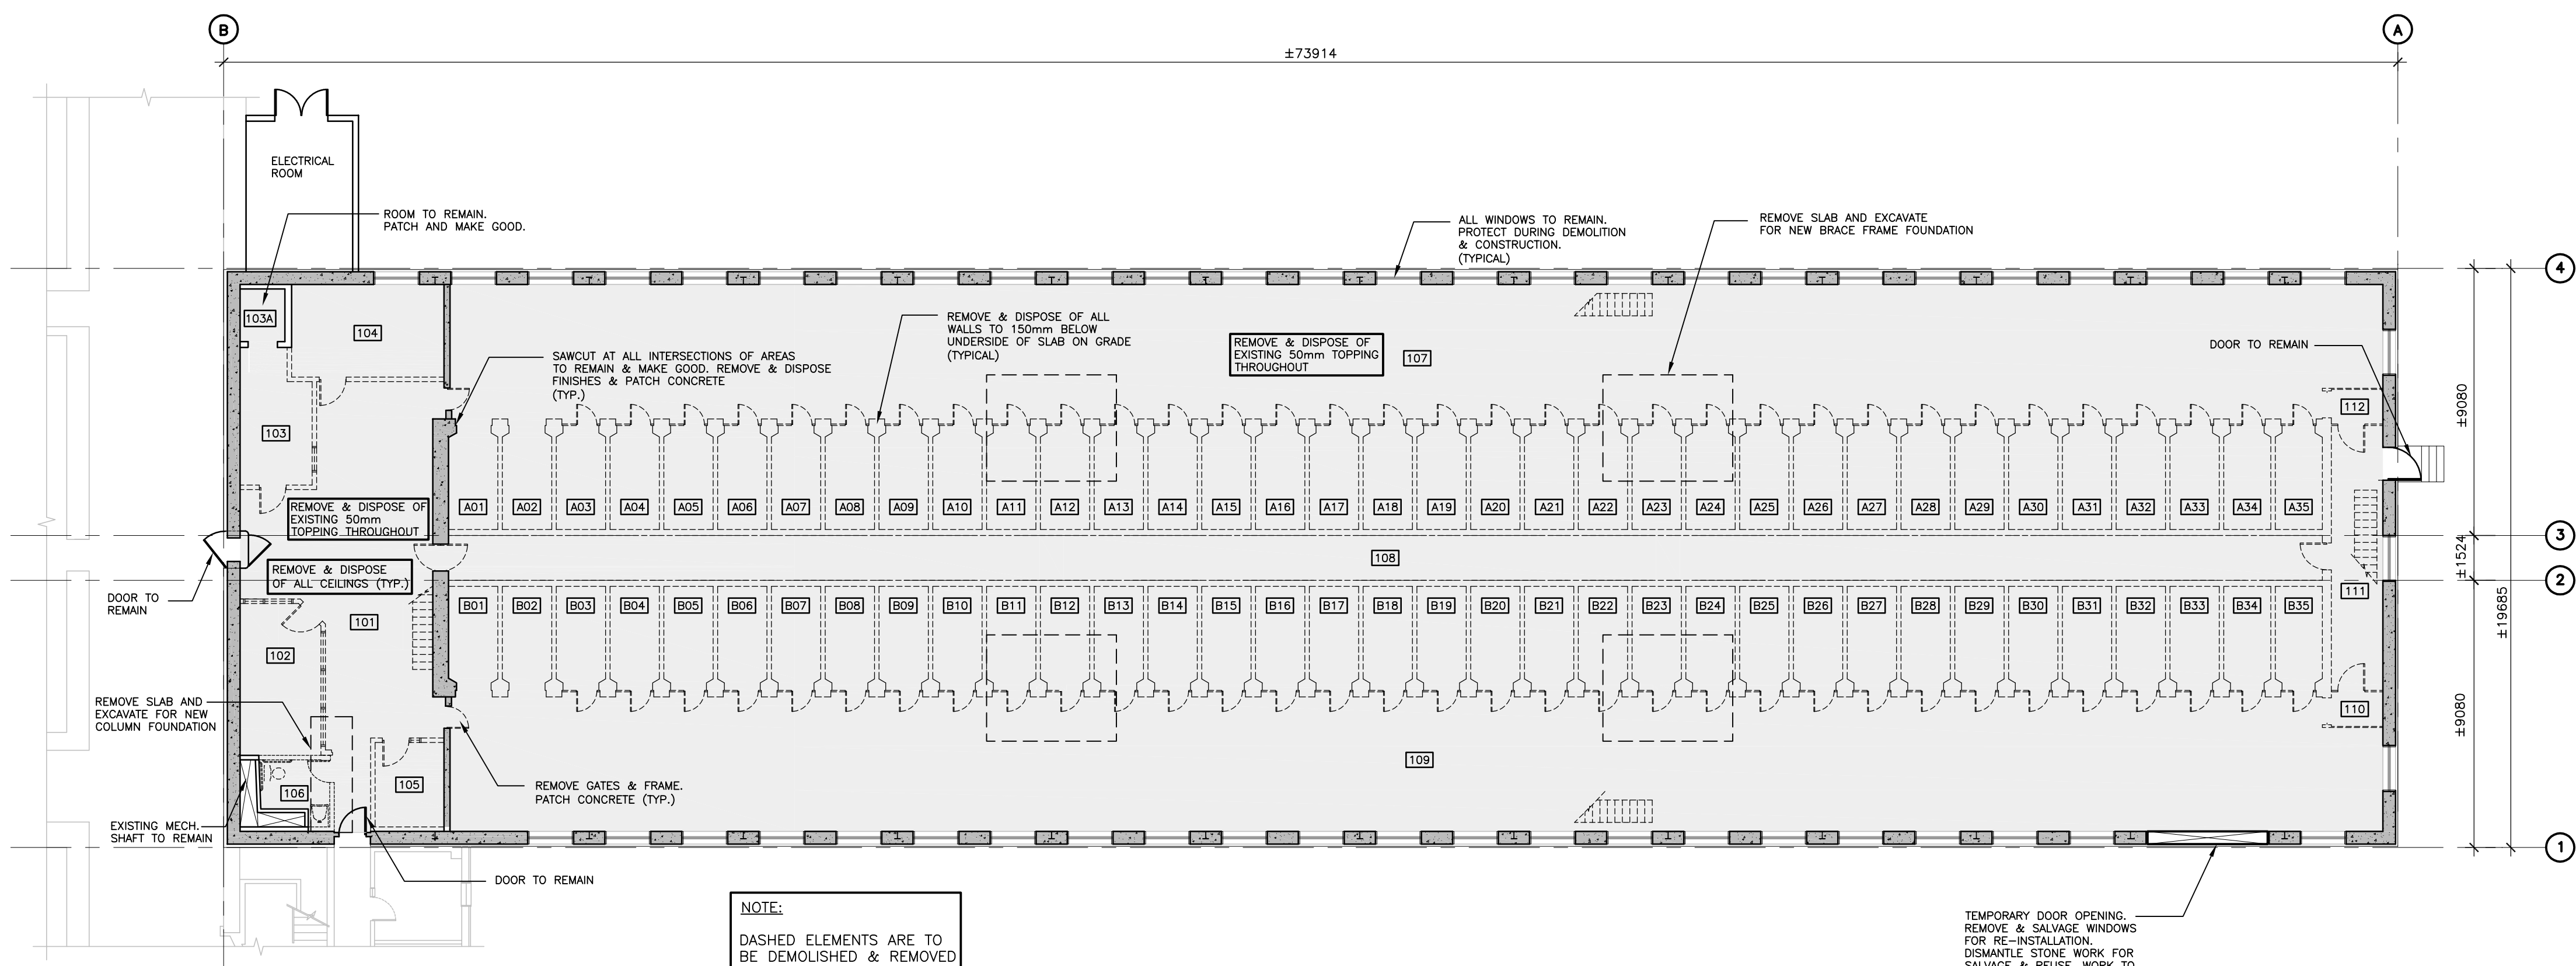 B
A
±73914
ELECTRICAL
ROOM
ROOM TO REMAIN.
PATCH AND MAKE GOOD.
ALL WINDOWS TO REMAIN.
PROTECT DURING DEMOLITION
& CONSTRUCTION.
(TYPICAL)
REMOVE SLAB AND EXCAVATE
FOR NEW BRACE FRAME FOUNDATION
4
103A
104
REMOVE & DISPOSE OF ALL
WALLS TO 150mm BELOW
UNDERSIDE OF SLAB ON GRADE
(TYPICAL)
SAWCUT AT ALL INTERSECTIONS OF AREAS
TO REMAIN & MAKE GOOD. REMOVE & DISPOSE
FINISHES & PATCH CONCRETE
(TYP.)
REMOVE & DISPOSE OF
EXISTING 50mm TOPPING
THROUGHOUT
107
DOOR TO REMAIN
112
±9080
103
REMOVE & DISPOSE OF
EXISTING 50mm
TOPPING THROUGHOUT
A01 A02 A03 A04 A05 A06 A07 A08 A09 A10 A11 A12 A13 A14 A15 A16 A17 A18 A19 A20 A21 A22 A23 A24 A25 A26 A27 A28 A29 A30 A31 A32 A33 A34 A35
3
±1524
108
2
REMOVE & DISPOSE
OF ALL CEILINGS (TYP.)
DOOR TO
REMAIN
B01 B02 B03 B04 B05 B06 B07 B08 B09 B10 B11 B12 B13 B14 B15 B16 B17 B18 B19 B20 B21 B22 B23 B24 B25 B26 B27 B28 B29 B30 B31 B32 B33 B34 B35
111
±19685
101
102
REMOVE SLAB AND
EXCAVATE FOR NEW
COLUMN FOUNDATION
110
±9080
109
REMOVE GATES & FRAME.
PATCH CONCRETE (TYP.)
105
106
EXISTING MECH.
SHAFT TO REMAIN
1
DOOR TO REMAIN
NOTE:
DASHED ELEMENTS ARE TO
BE DEMOLISHED & REMOVED
TEMPORARY DOOR OPENING.
REMOVE & SALVAGE WINDOWS
FOR RE-INSTALLATION.
DISMANTLE STONE WORK FOR
SALVAGE & REUSE. WORK TO